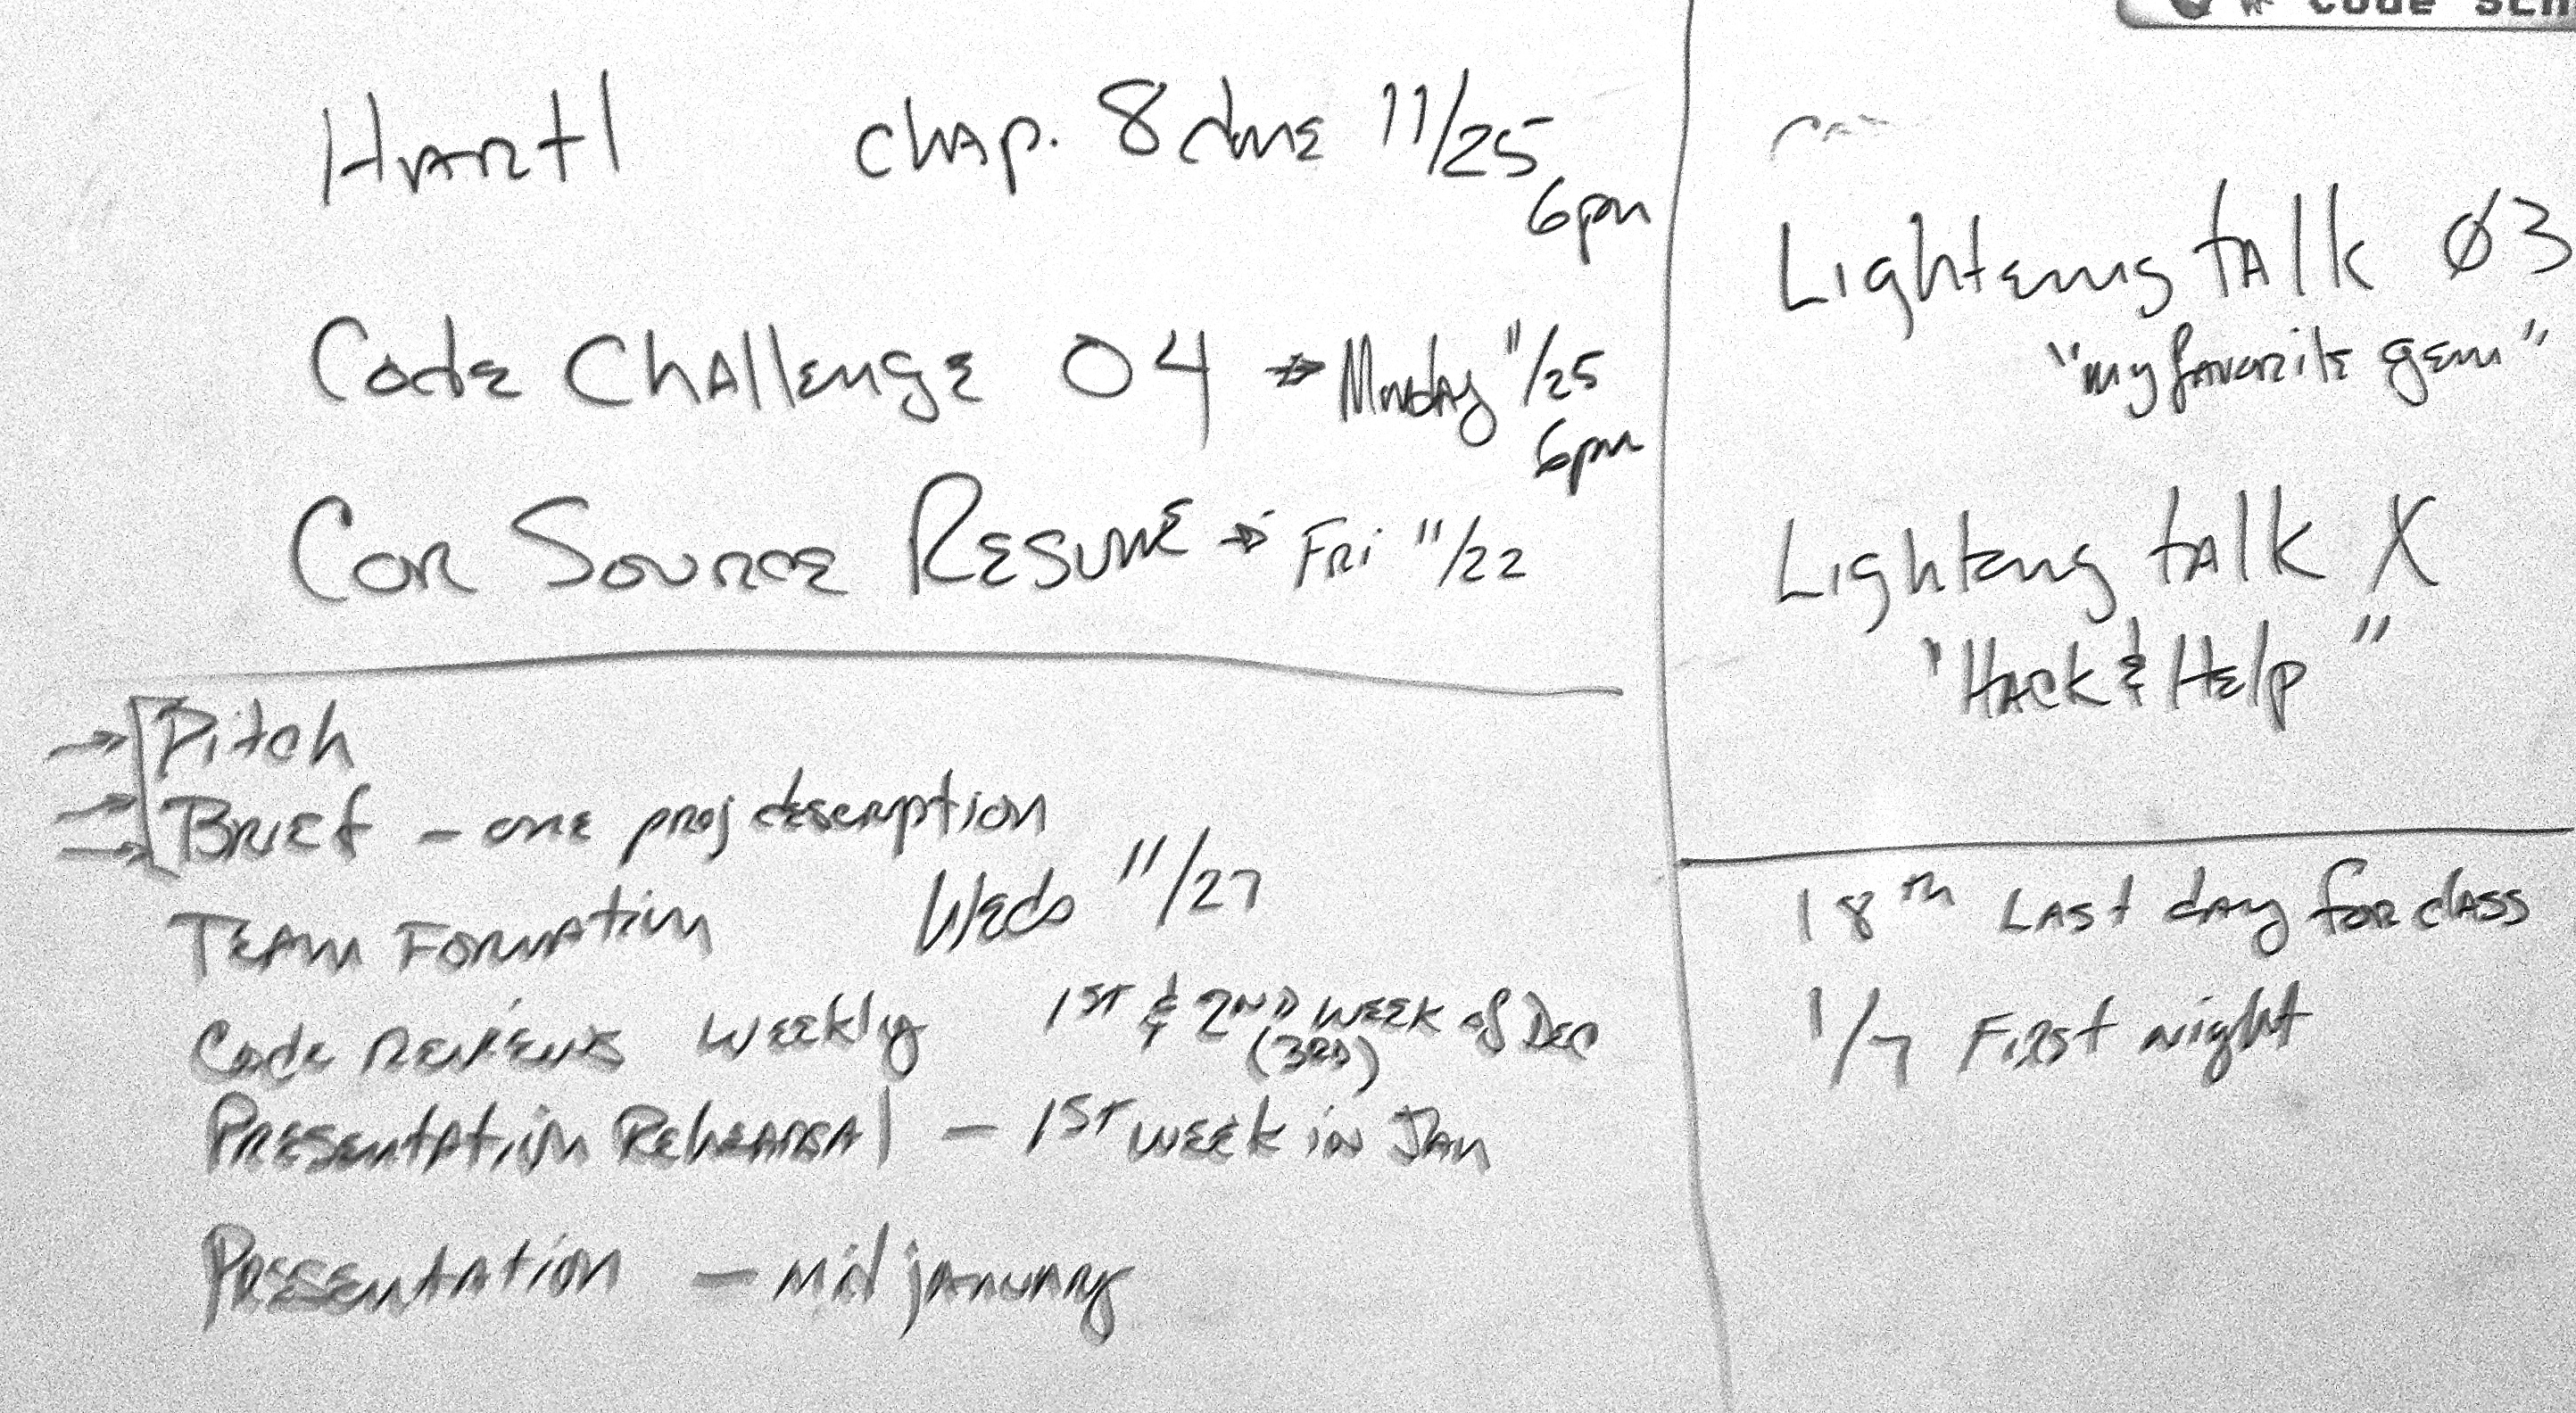 Hartl chap. 8 due 11/25
6pm
Code Challenge 04 → Monday 11/25
6pm
Cor Source Resume → Fri 11/22
Pitch
Brief - one proj description
Team Formation Weds 11/27
Code Reviews weekly 1ST & 2ND week of Dec
(3RD)
Presentation Rehearsal - 1ST week in Jan
Presentation - mid january
Code Sch
Lightening talk Ø3
"my favorite gem"
Lightening talk X
"Hack & Help"
18th Last day for class
1/7 First night